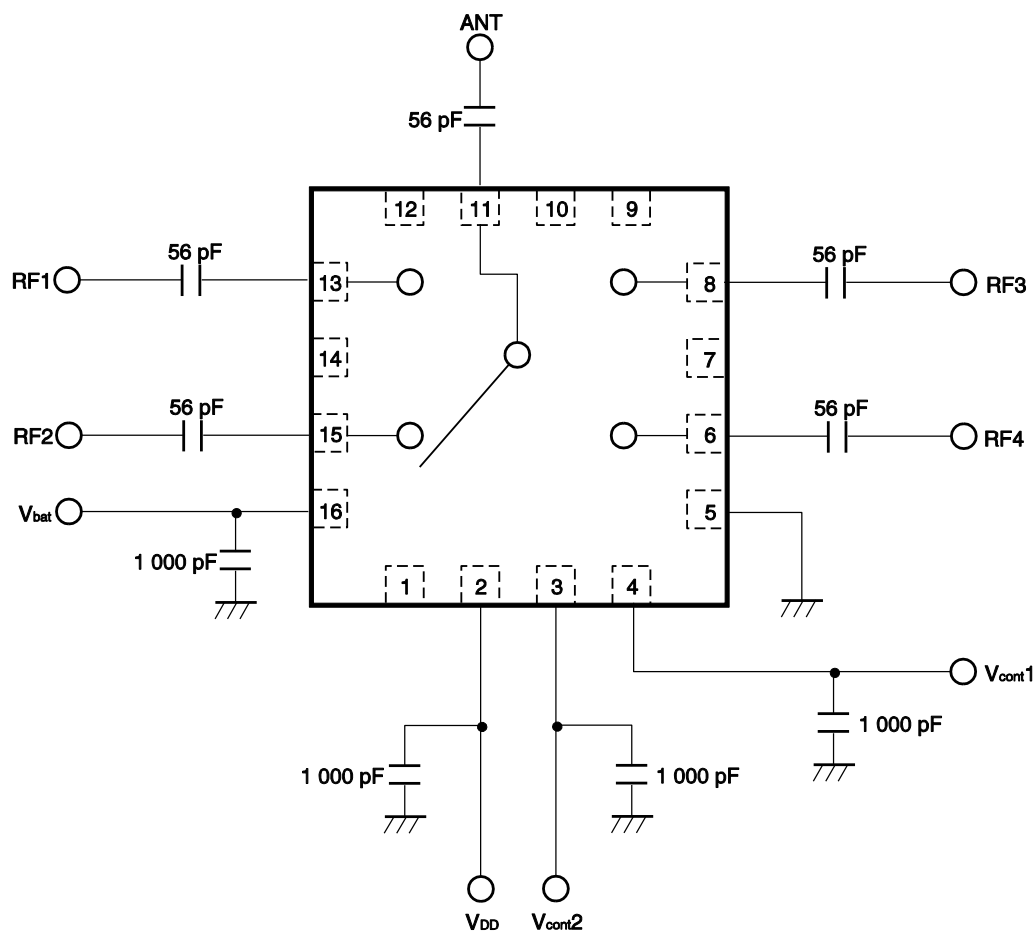 ANT
56 pF
12 11 10 9
56 pF 56 pF
RF1 13 8 RF3
14 7
56 pF 56 pF
RF2 15 6 RF4
Vbat 16 5
1 000 pF
1 2 3 4
Vcont1
1 000 pF
1 000 pF 1 000 pF
VDD Vcont2